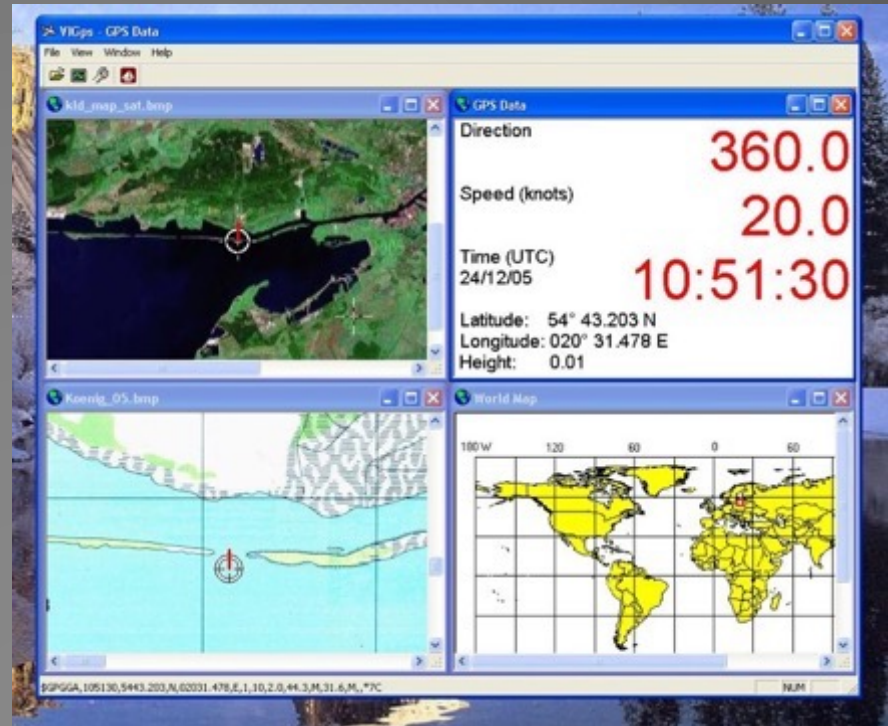 VIGps - GPS Data
File View Window Help
kld_map_sat.bmp
GPS Data
Direction
360.0
Speed (knots)
20.0
Time (UTC)
24/12/05
10:51:30
Latitude: 54° 43.203 N
Longitude: 020° 31.478 E
Height: 0.01
Koenig_05.bmp
World Map
180 W 120 60 0 60
$GPGGA,105130,5443.203,N,02031.478,E,1,10,2.0,44.3,M,31.6,M,,*7C
NUM